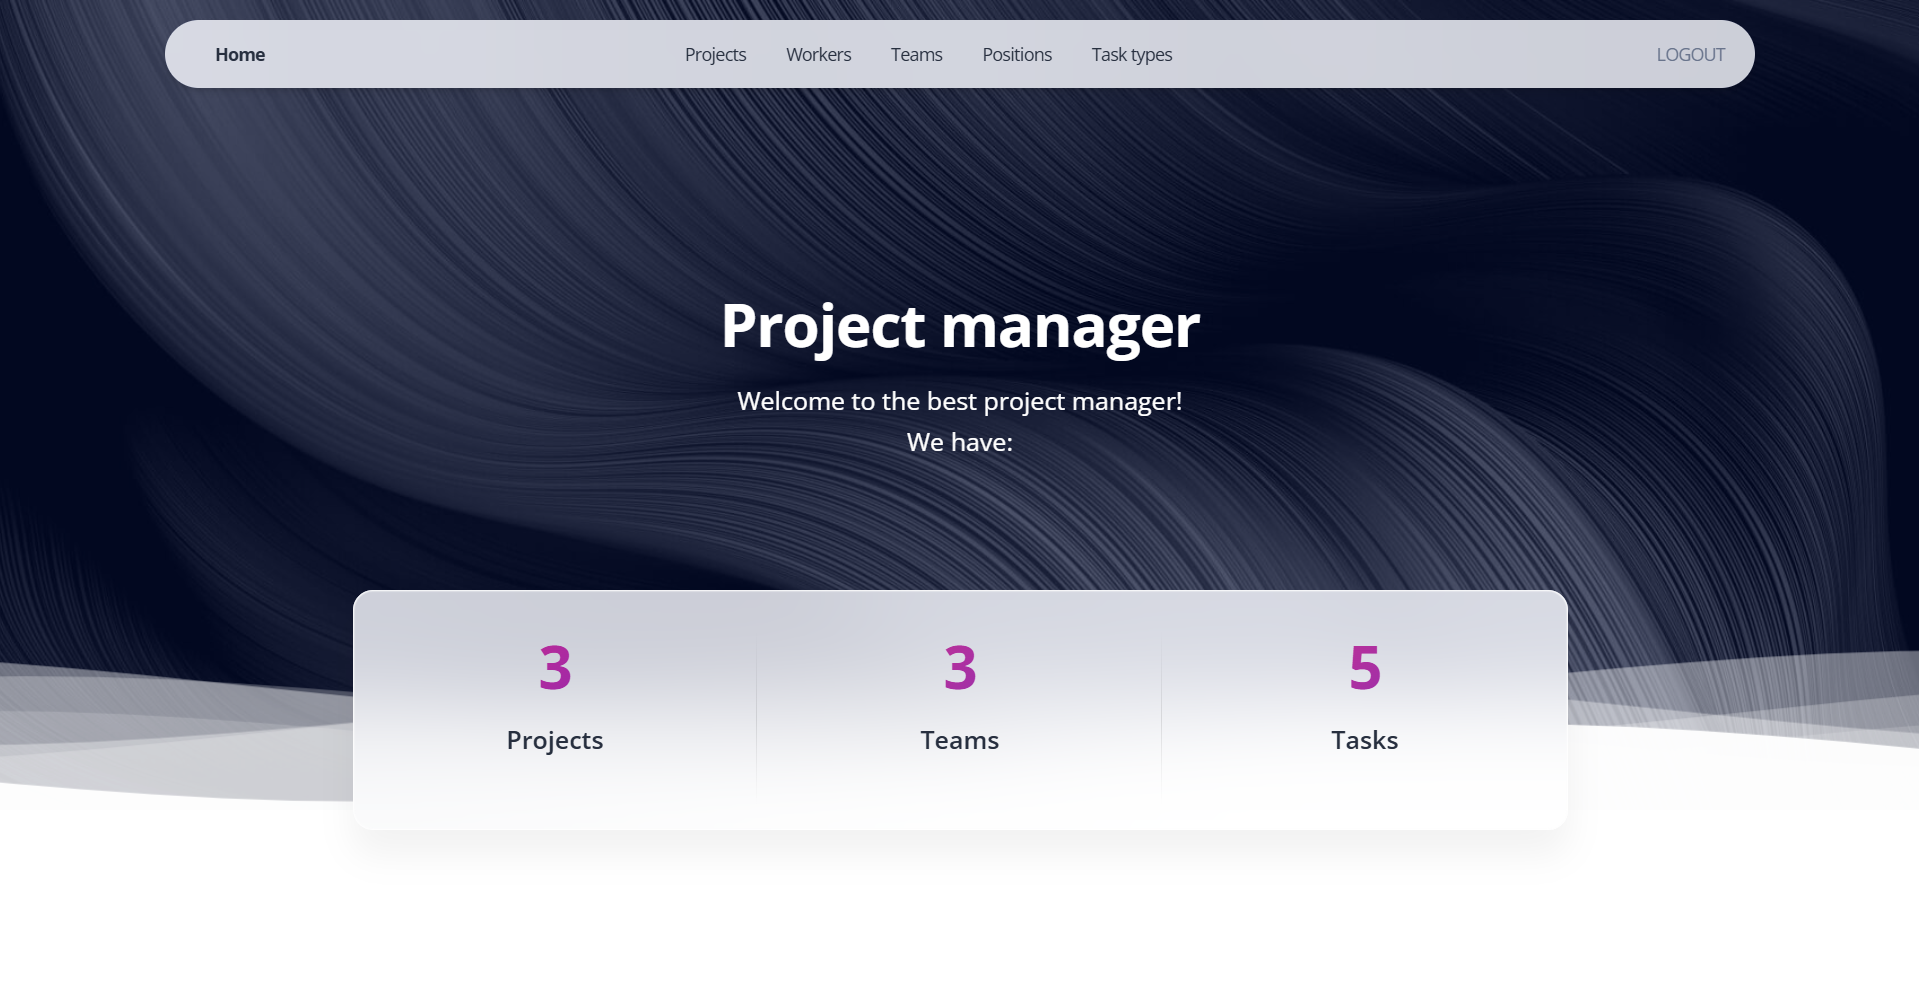 Home Projects Workers Teams Positions Task types LOGOUT
Project manager
Welcome to the best project manager!
We have:
3 3 5
Projects Teams Tasks